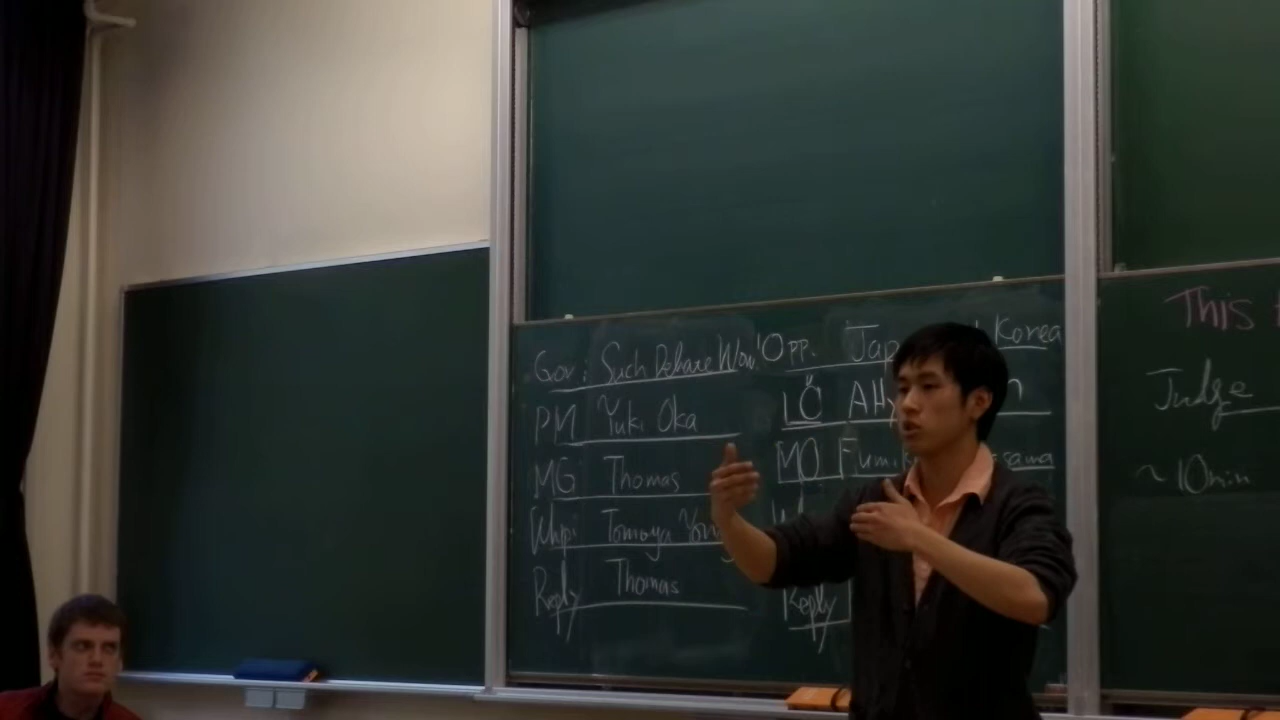 Gov: Such Debate Wow! Opp. Korea
PM Yuki Oka LO
MG Thomas MO
Whip Tomoya
Reply Thomas Reply
This
Judge
~10min